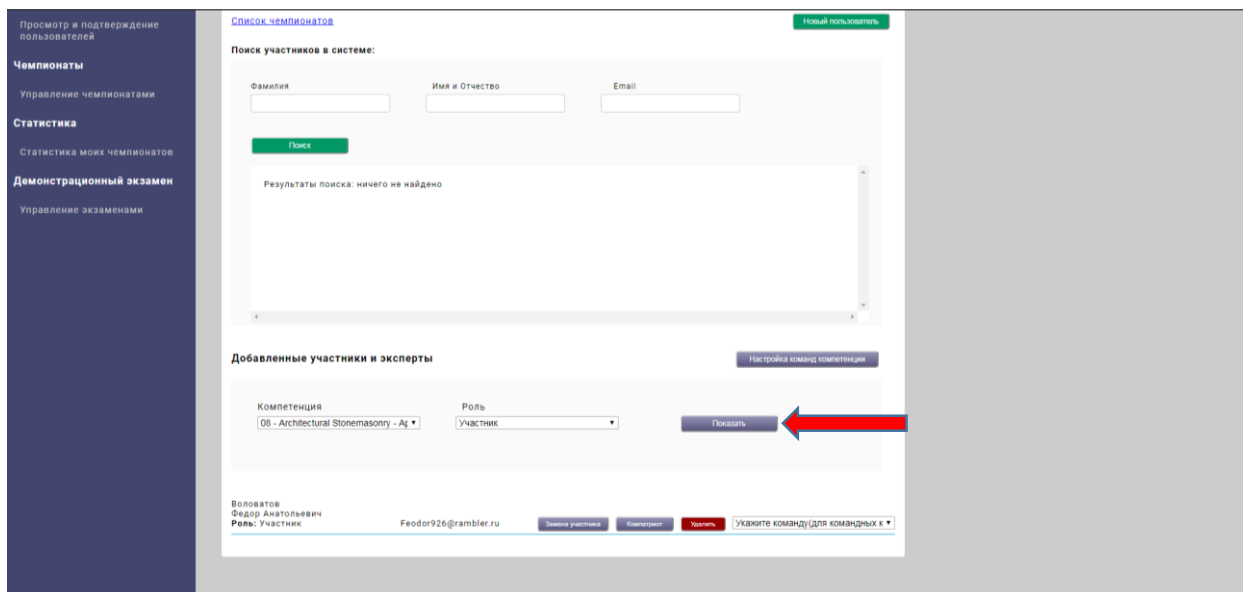 Просмотр и подтверждение
пользователей
Чемпионаты
Управление чемпионатами
Статистика
Статистика моих чемпионатов
Демонстрационный экзамен
Управление экзаменами
Список чемпионатов
Новый пользователь
Поиск участников в системе:
Фамилия Имя и Отчество Email
Поиск
Результаты поиска: ничего не найдено
Добавленные участники и эксперты
Настройка команд компетенции
Компетенция Роль
08 - Architectural Stonemasonry - Ар Участник Показать
Воловатов
Федор Анатольевич
Роль: Участник Feodor926@rambler.ru Замена участника Компатриот Удалить Укажите команду(для командных к